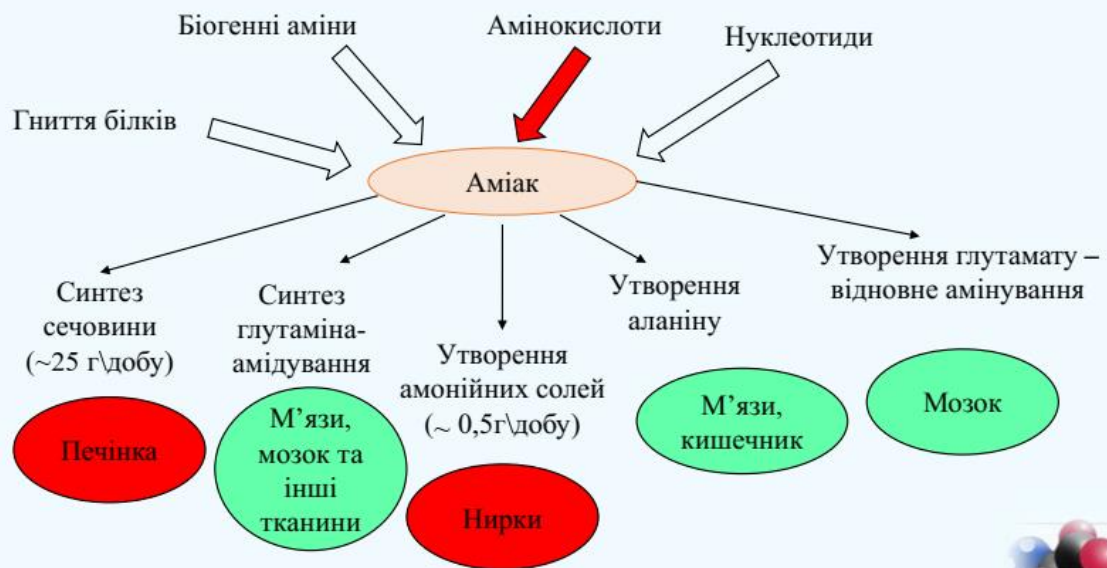 Біогенні аміни
Амінокислоти
Нуклеотиди
Гниття білків
Аміак
Синтез
сечовини
(~25 г\добу)
Печінка
Синтез
глутаміна-
амідування
М’язи,
мозок та
інші
тканини
Утворення
амонійних солей
(~ 0,5г\добу)
Нирки
Утворення
аланіну
М’язи,
кишечник
Утворення глутамату –
відновне амінування
Мозок